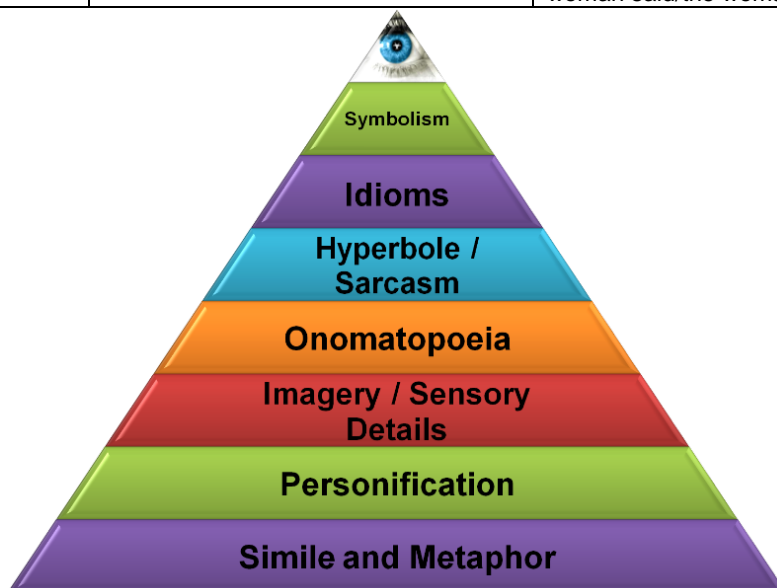 Symbolism
Idioms
Hyperbole /
Sarcasm
Onomatopoeia
Imagery / Sensory
Details
Personification
Simile and Metaphor